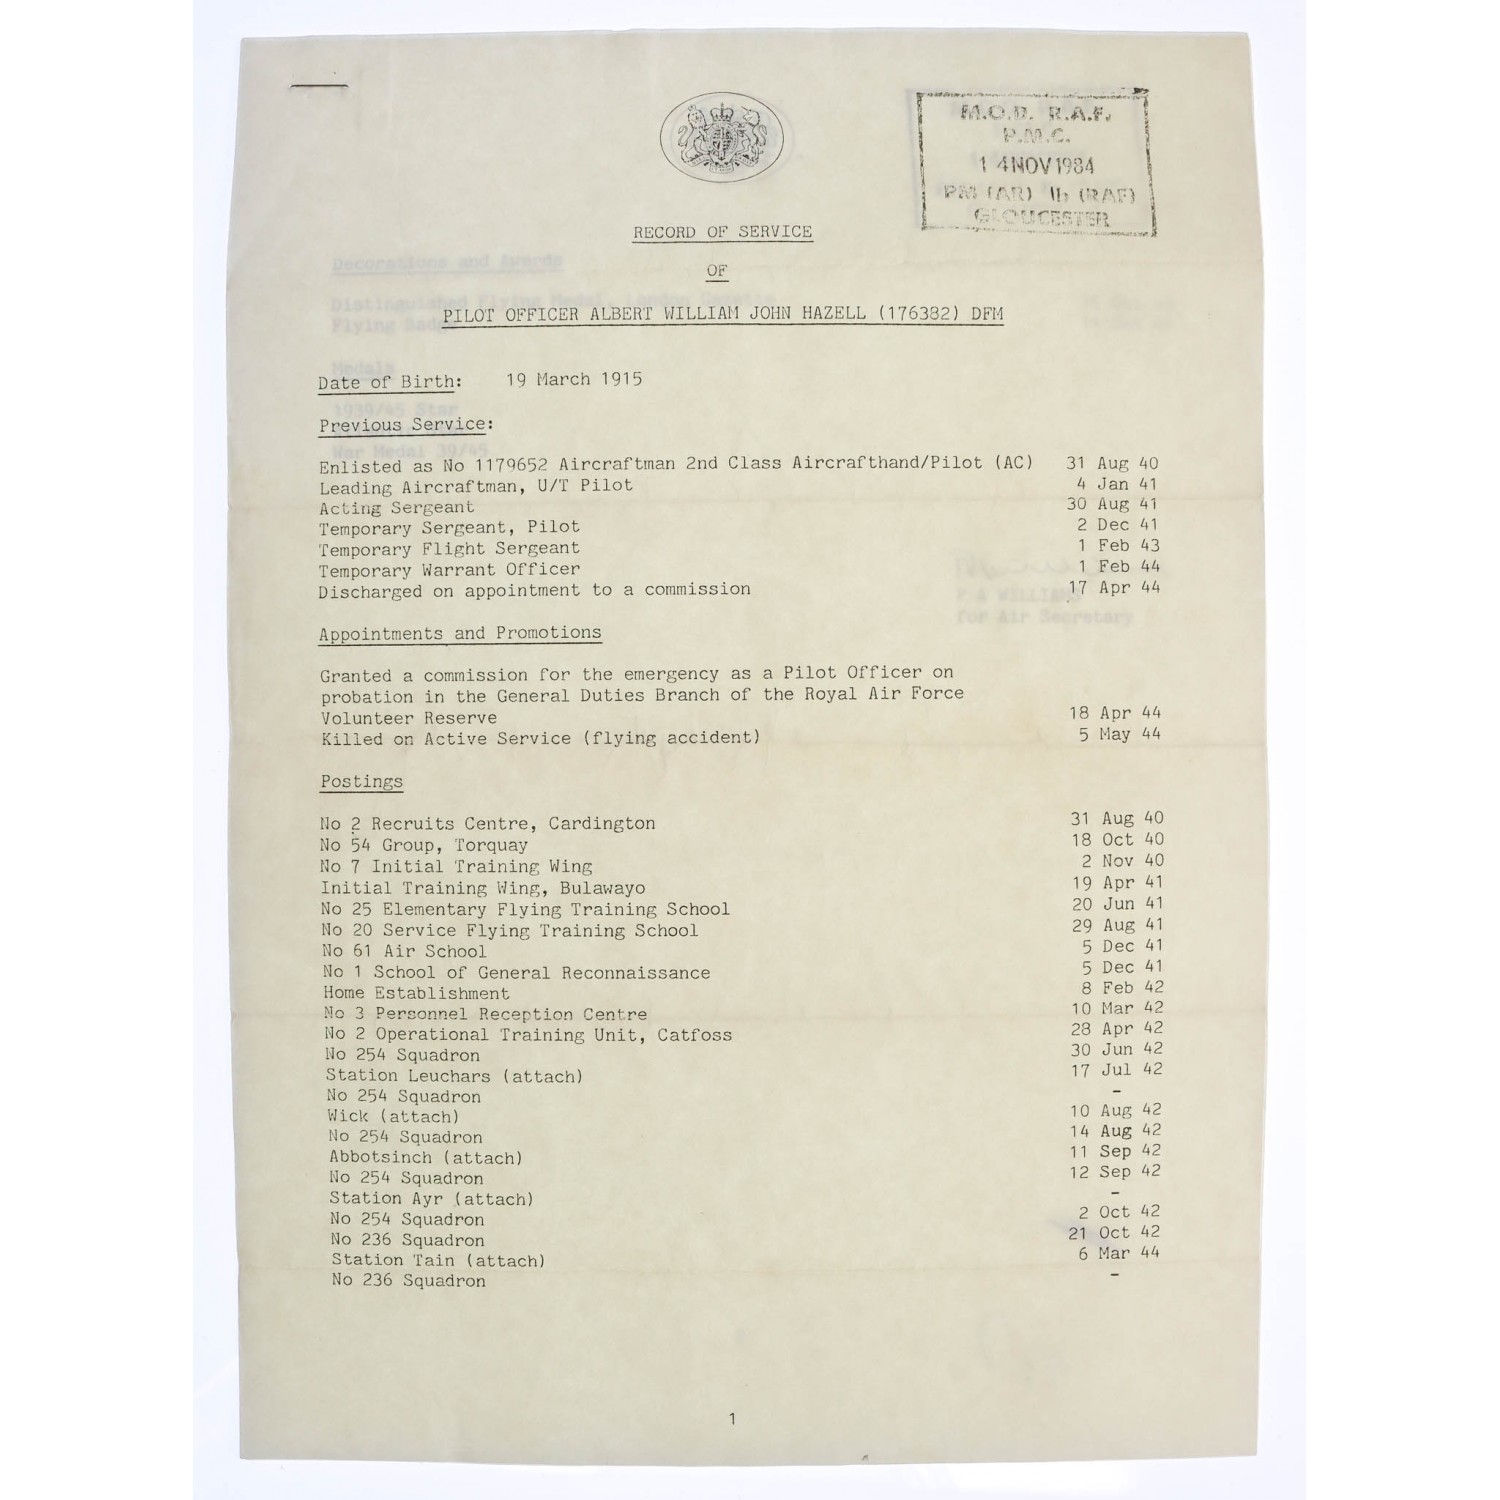 M.O.D. R.A.F.
P.M.C.
14 NOV 1984
PM (AR) 1b (RAF)
GLOUCESTER
RECORD OF SERVICE
OF
PILOT OFFICER ALBERT WILLIAM JOHN HAZELL (176382) DFM
Date of Birth: 19 March 1915
Previous Service:
Enlisted as No 1179652 Aircraftman 2nd Class Aircrafthand/Pilot (AC) 31 Aug 40
Leading Aircraftman, U/T Pilot 4 Jan 41
Acting Sergeant 30 Aug 41
Temporary Sergeant, Pilot 2 Dec 41
Temporary Flight Sergeant 1 Feb 43
Temporary Warrant Officer 1 Feb 44
Discharged on appointment to a commission 17 Apr 44
Appointments and Promotions
Granted a commission for the emergency as a Pilot Officer on
probation in the General Duties Branch of the Royal Air Force
Volunteer Reserve 18 Apr 44
Killed on Active Service (flying accident) 5 May 44
Postings
No 2 Recruits Centre, Cardington 31 Aug 40
No 54 Group, Torquay 18 Oct 40
No 7 Initial Training Wing 2 Nov 40
Initial Training Wing, Bulawayo 19 Apr 41
No 25 Elementary Flying Training School 20 Jun 41
No 20 Service Flying Training School 29 Aug 41
No 61 Air School 5 Dec 41
No 1 School of General Reconnaissance 5 Dec 41
Home Establishment 8 Feb 42
No 3 Personnel Reception Centre 10 Mar 42
No 2 Operational Training Unit, Catfoss 28 Apr 42
No 254 Squadron 30 Jun 42
Station Leuchars (attach) 17 Jul 42
No 254 Squadron -
Wick (attach) 10 Aug 42
No 254 Squadron 14 Aug 42
Abbotsinch (attach) 11 Sep 42
No 254 Squadron 12 Sep 42
Station Ayr (attach) -
No 254 Squadron 2 Oct 42
No 236 Squadron 21 Oct 42
Station Tain (attach) 6 Mar 44
No 236 Squadron -
1